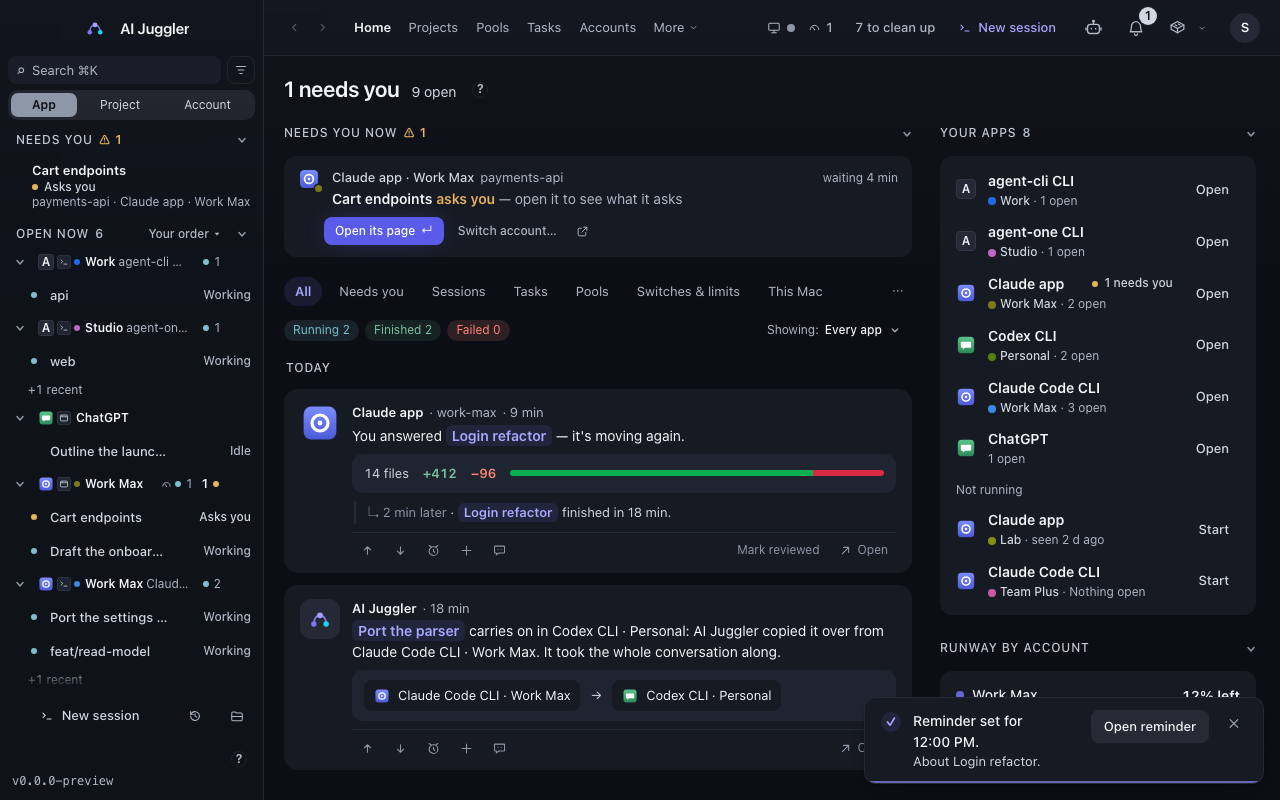 AI Juggler
Search ⌘K
App Project Account
NEEDS YOU 1
Cart endpoints
Asks you
payments-api · Claude app · Work Max
OPEN NOW 6 Your order
A Work agent-cli ... 1
api Working
A Studio agent-on... 1
web Working
+1 recent
ChatGPT
Outline the launc... Idle
Work Max 1 1
Cart endpoints Asks you
Draft the onboar... Working
Work Max Claud... 2
Port the settings ... Working
feat/read-model Working
+1 recent
New session
?
v0.0.0-preview
Home Projects Pools Tasks Accounts More 1 7 to clean up New session 1 S
1 needs you 9 open ?
NEEDS YOU NOW 1
Claude app · Work Max payments-api waiting 4 min
Cart endpoints asks you — open it to see what it asks
Open its page ↵ Switch account...
All Needs you Sessions Tasks Pools Switches & limits This Mac ...
Running 2 Finished 2 Failed 0 Showing: Every app
TODAY
Claude app · work-max · 9 min
You answered Login refactor — it's moving again.
14 files +412 −96
2 min later · Login refactor finished in 18 min.
Mark reviewed Open
AI Juggler · 18 min
Port the parser carries on in Codex CLI · Personal: AI Juggler copied it over from
Claude Code CLI · Work Max. It took the whole conversation along.
Claude Code CLI · Work Max → Codex CLI · Personal
YOUR APPS 8
A agent-cli CLI Open
Work · 1 open
A agent-one CLI Open
Studio · 1 open
Claude app 1 needs you Open
Work Max · 2 open
Codex CLI Open
Personal · 2 open
Claude Code CLI Open
Work Max · 3 open
ChatGPT Open
1 open
Not running
Claude app Start
Lab · seen 2 d ago
Claude Code CLI Start
Team Plus · Nothing open
RUNWAY BY ACCOUNT
Work Max 12% left
Reminder set for
12:00 PM.
About Login refactor.
Open reminder